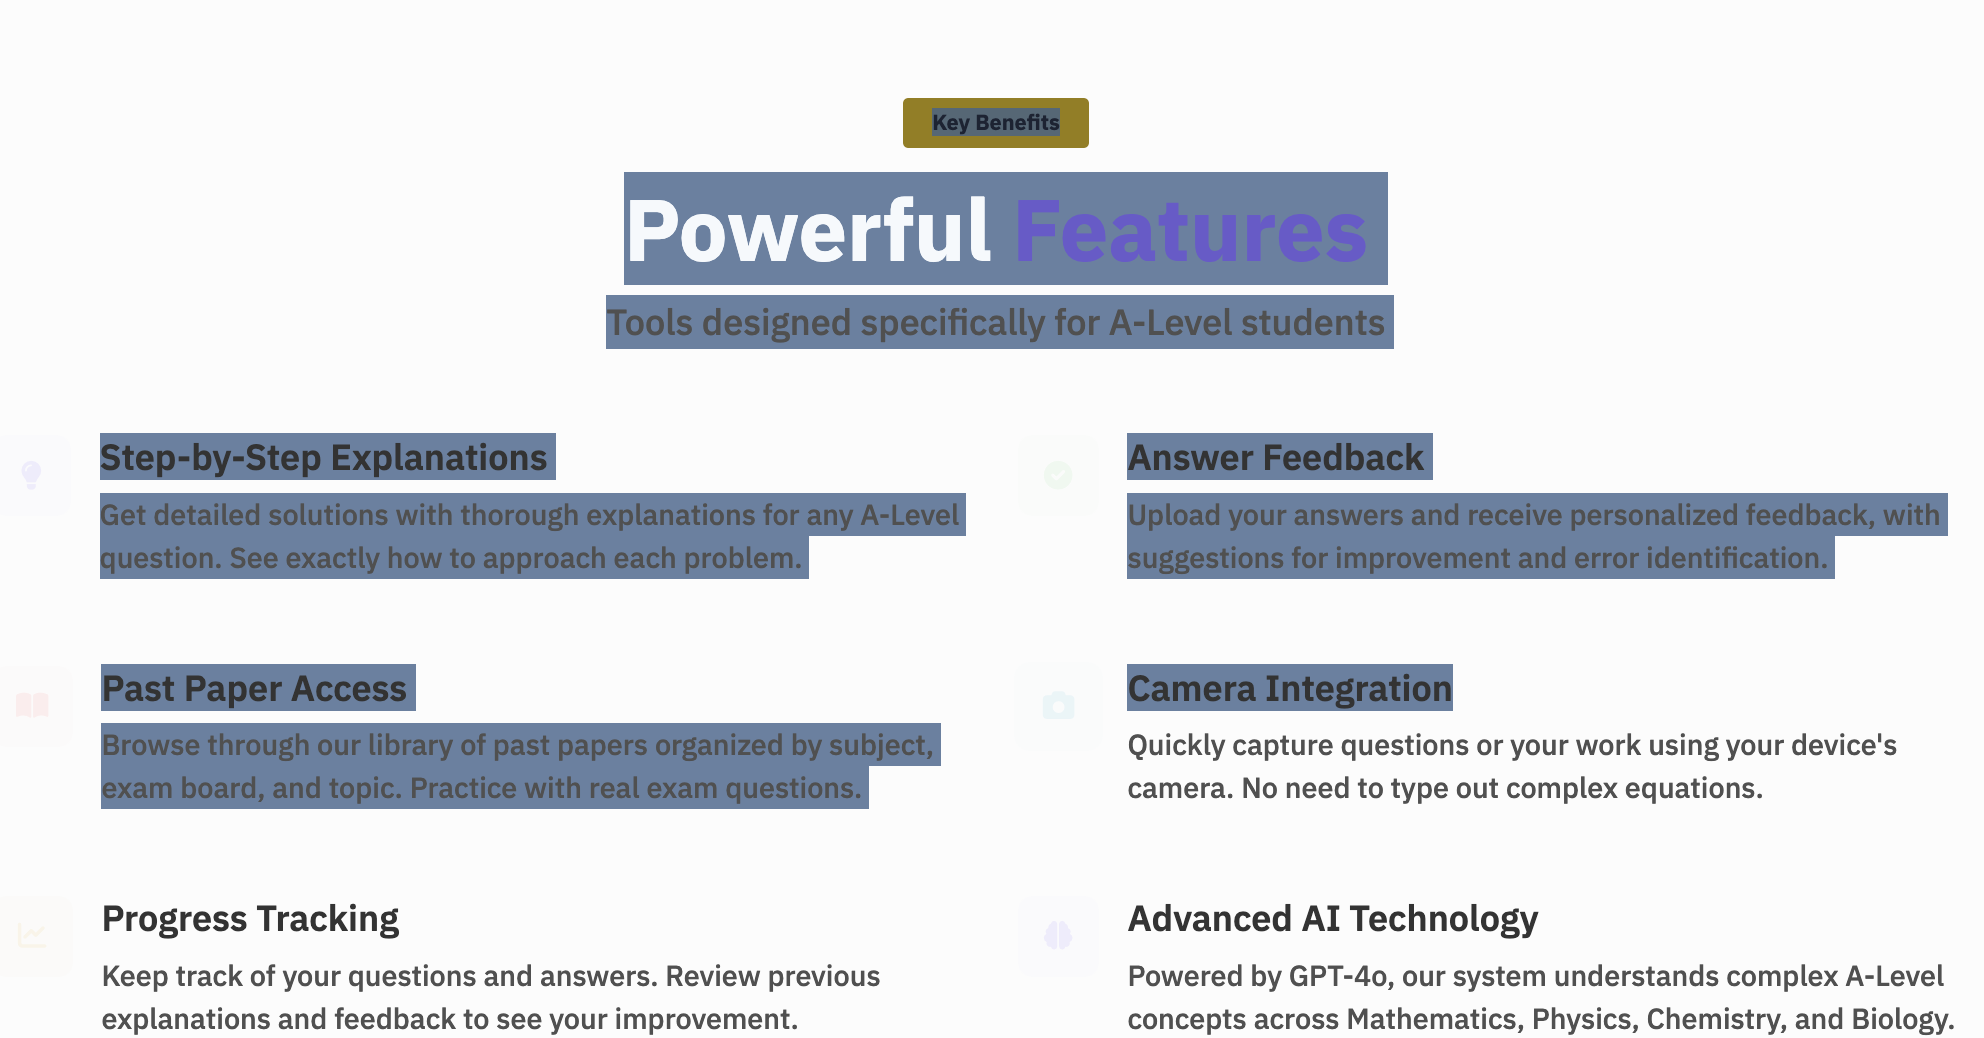 Key Benefits
Powerful Features
Tools designed specifically for A-Level students
Step-by-Step Explanations
Get detailed solutions with thorough explanations for any A-Level
question. See exactly how to approach each problem.
Answer Feedback
Upload your answers and receive personalized feedback, with
suggestions for improvement and error identification.
Past Paper Access
Browse through our library of past papers organized by subject,
exam board, and topic. Practice with real exam questions.
Camera Integration
Quickly capture questions or your work using your device's
camera. No need to type out complex equations.
Progress Tracking
Keep track of your questions and answers. Review previous
explanations and feedback to see your improvement.
Advanced AI Technology
Powered by GPT-4o, our system understands complex A-Level
concepts across Mathematics, Physics, Chemistry, and Biology.